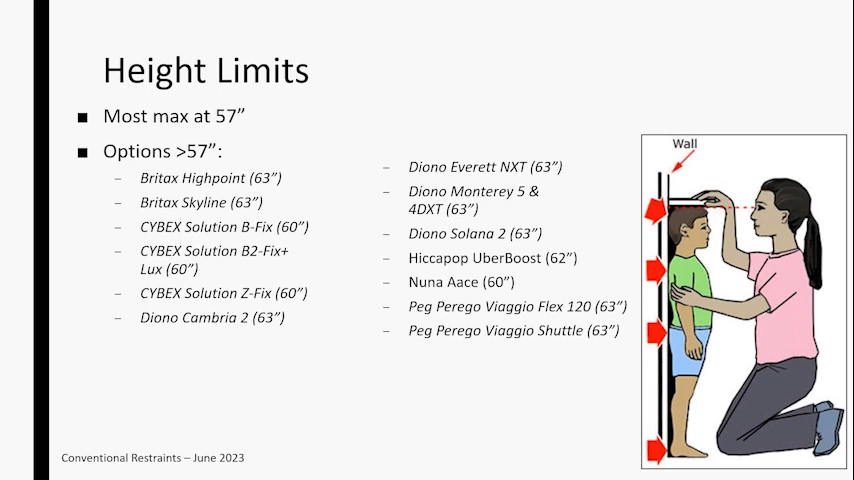 Height Limits
■ Most max at 57”
■ Options >57”:
– Britax Highpoint (63”)
– Britax Skyline (63”)
– CYBEX Solution B-Fix (60”)
– CYBEX Solution B2-Fix+
Lux (60”)
– CYBEX Solution Z-Fix (60”)
– Diono Cambria 2 (63”)
– Diono Everett NXT (63”)
– Diono Monterey 5 &
4DXT (63”)
– Diono Solana 2 (63”)
– Hiccapop UberBoost (62”)
– Nuna Aace (60”)
– Peg Perego Viaggio Flex 120 (63”)
– Peg Perego Viaggio Shuttle (63”)
Wall
Conventional Restraints – June 2023